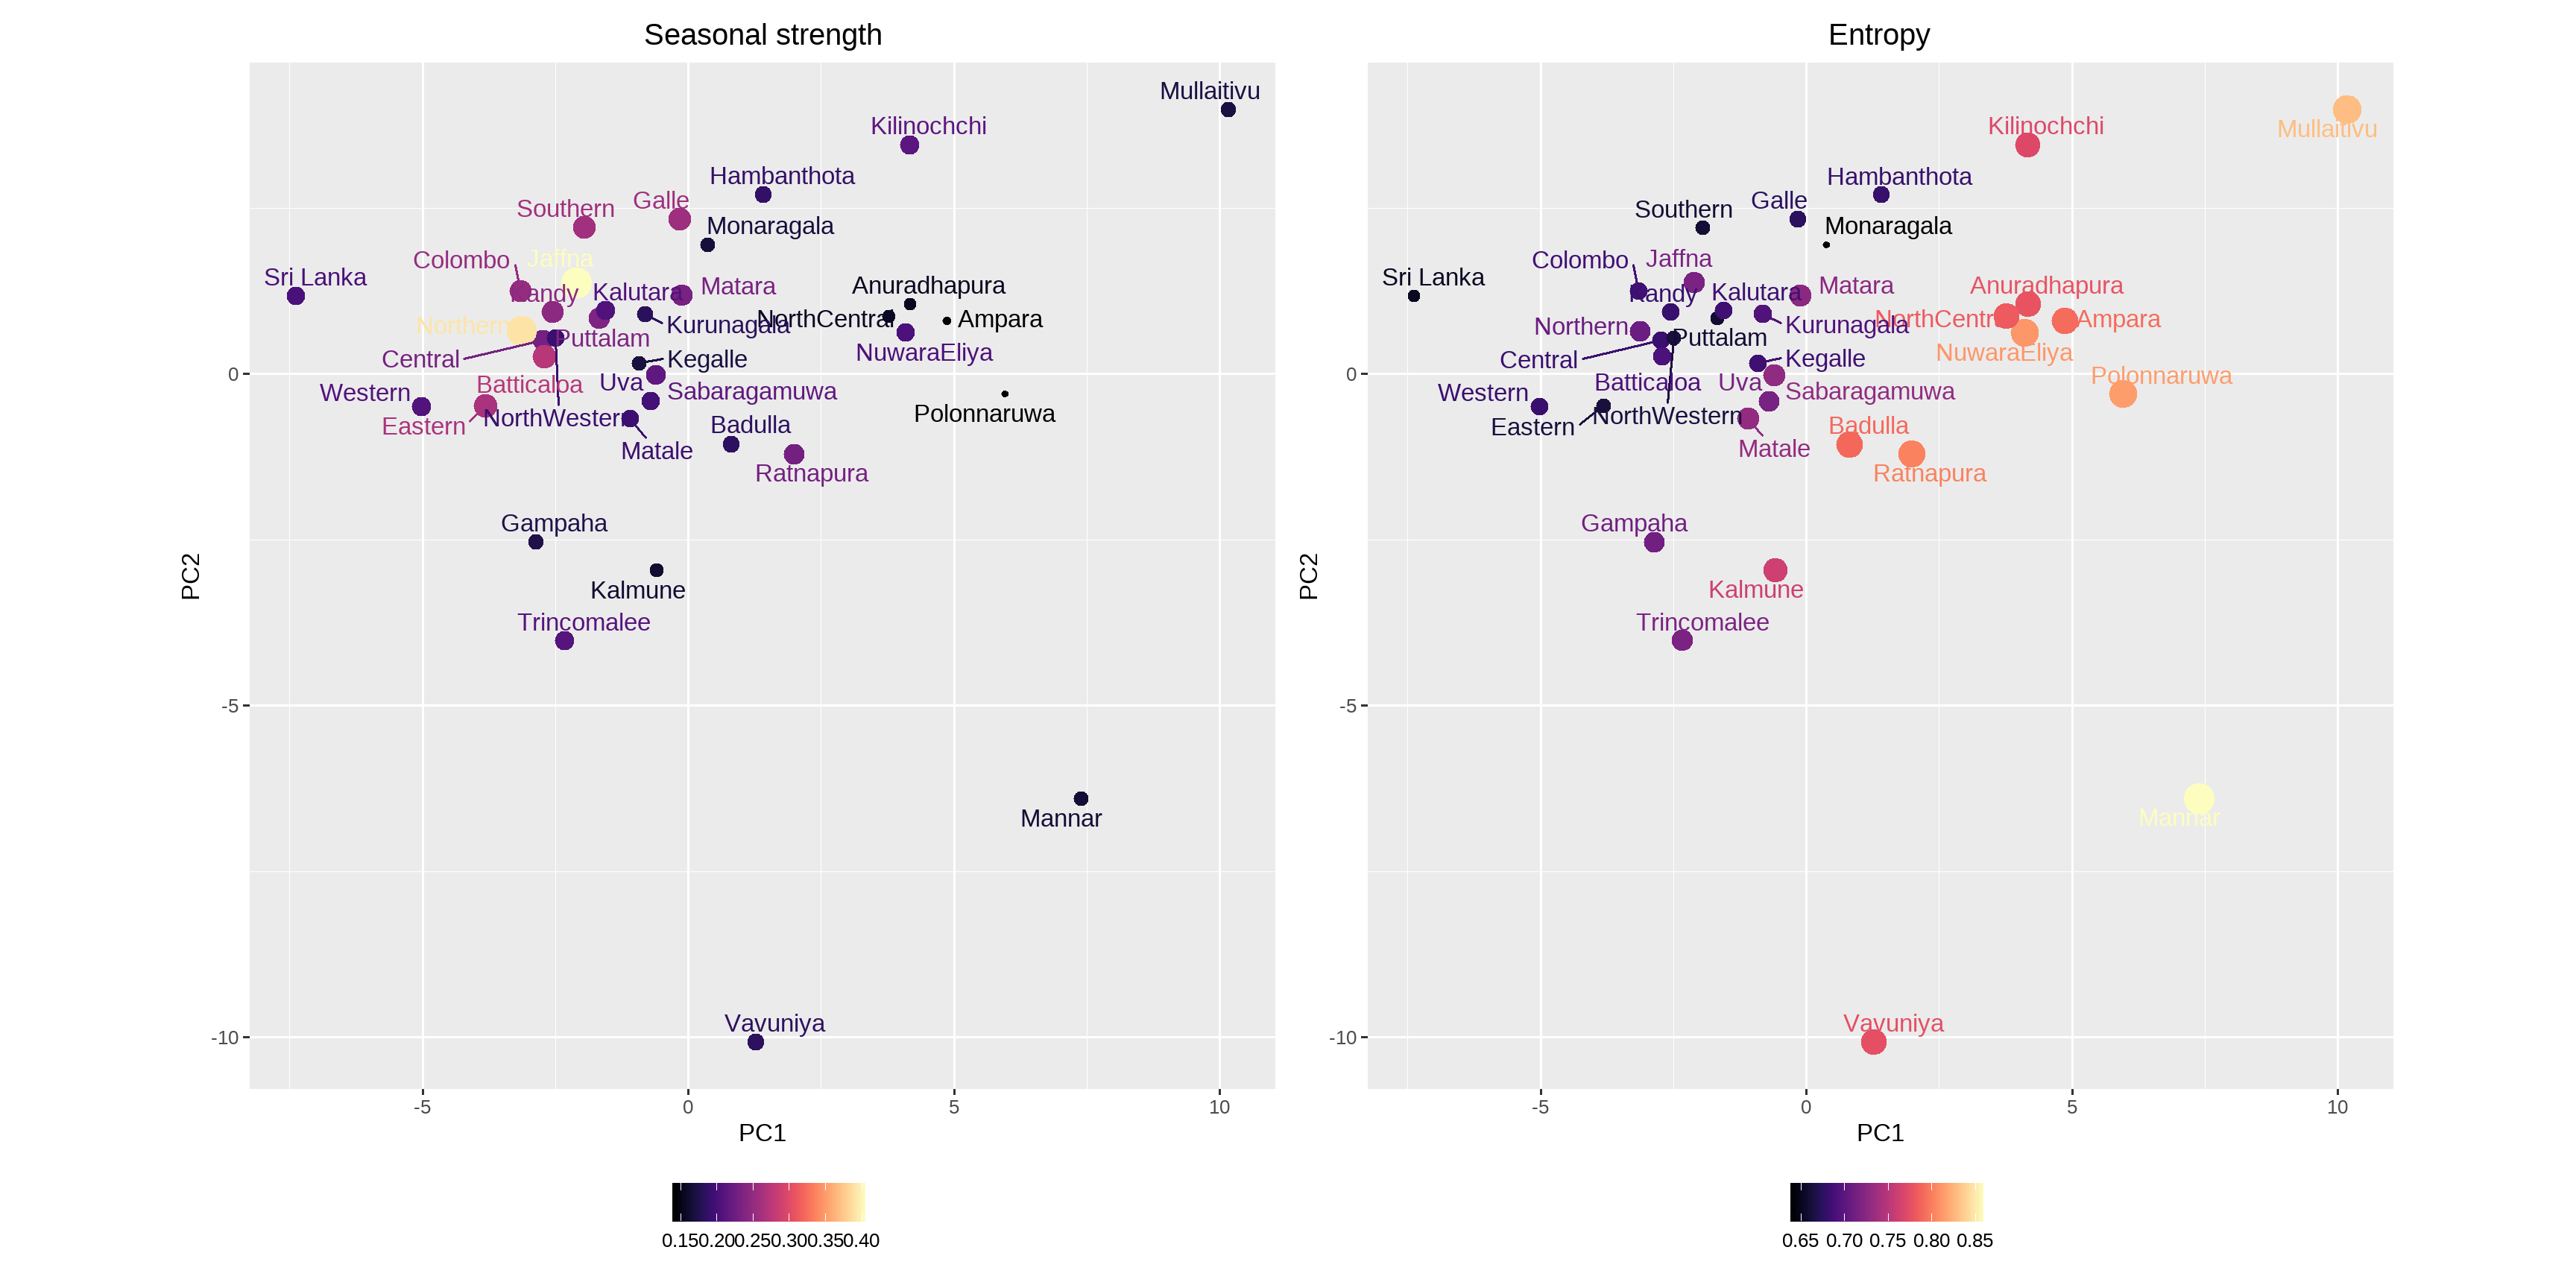 Seasonal strength
Mullaitivu
Kilinochchi
Hambanthota
Galle
Southern
Monaragala
Colombo
Jaffna
Sri Lanka
Kandy
Kalutara
Matara
Anuradhapura
Northern
Kurunagala
NorthCentral
Ampara
Puttalam
Central
Kegalle
NuwaraEliya
Batticaloa
Uva
Sabaragamuwa
Western
Polonnaruwa
Eastern
NorthWestern
Badulla
Matale
Ratnapura
Gampaha
Kalmune
Trincomalee
Mannar
Vavuniya
0
-5
-10
PC2
-5
0
5
10
PC1
0.15 0.20 0.25 0.30 0.35 0.40
Entropy
Kilinochchi
Mullaitivu
Hambanthota
Galle
Southern
Monaragala
Colombo
Jaffna
Sri Lanka
Kandy
Kalutara
Matara
Anuradhapura
Northern
Kurunagala
NorthCentral
Ampara
Puttalam
Central
Kegalle
NuwaraEliya
Batticaloa
Uva
Polonnaruwa
Western
Sabaragamuwa
Eastern
NorthWestern
Badulla
Matale
Ratnapura
Gampaha
Kalmune
Trincomalee
Mannar
Vavuniya
0
-5
-10
PC2
-5
0
5
10
PC1
0.65 0.70 0.75 0.80 0.85